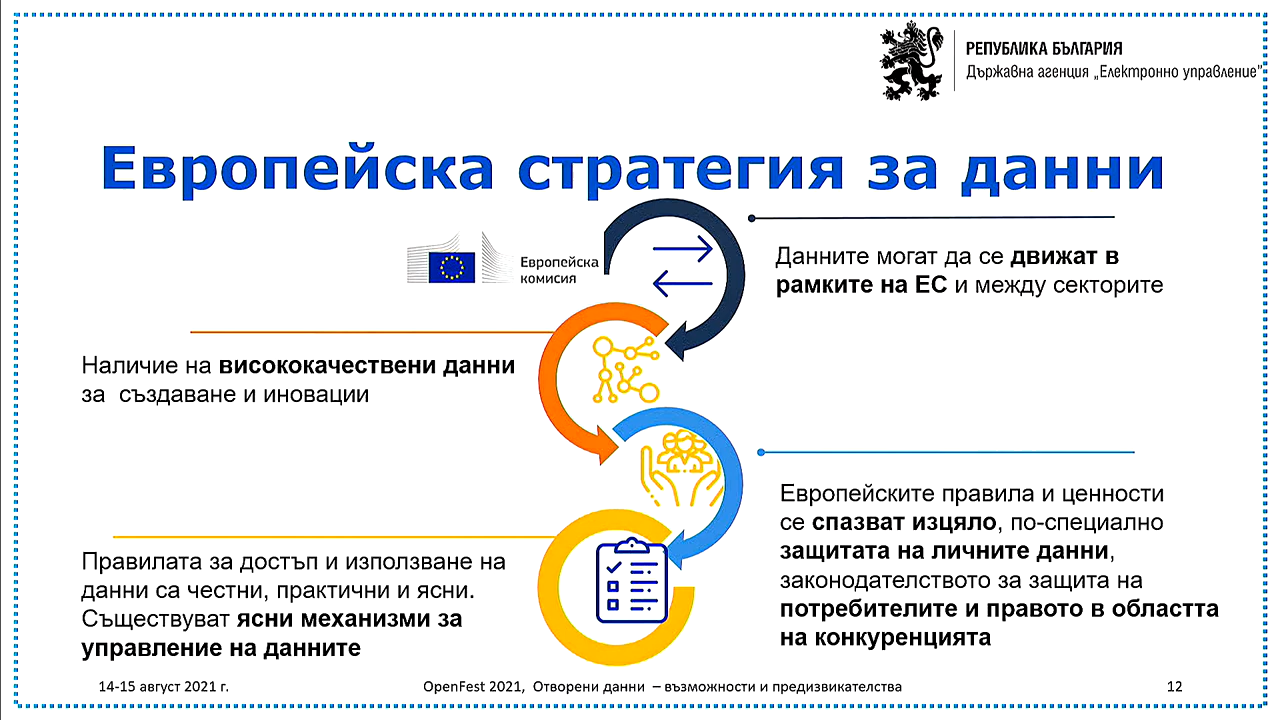 РЕПУБЛИКА БЪЛГАРИЯ
Държавна агенция „Електронно управление”
Европейска стратегия за данни
Европейска
комисия
Данните могат да се движат в
рамките на ЕС и между секторите
Наличие на висококачествени данни
за създаване и иновации
Европейските правила и ценности
се спазват изцяло, по-специално
защитата на личните данни,
законодателството за защита на
потребителите и правото в областта
на конкуренцията
Правилата за достъп и използване на
данни са честни, практични и ясни.
Съществуват ясни механизми за
управление на данните
14-15 август 2021 г.
OpenFest 2021, Отворени данни – възможности и предизвикателства
12